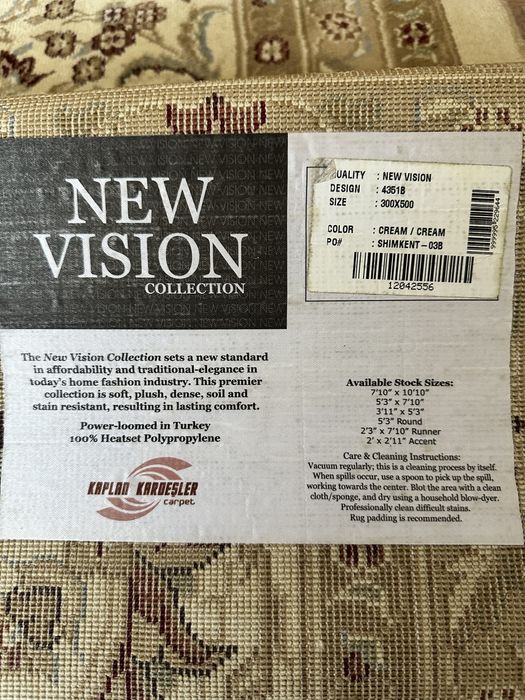 NEW
VISION
COLLECTION
UALITY : NEW VISION
DESIGN : 4351B
SIZE : 300X500
COLOR : CREAM / CREAM
PO# : SHIMKENT-03B
12042556
The New Vision Collection sets a new standard
in affordability and traditional-elegance in
today's home fashion industry. This premier
collection is soft, plush, dense, soil and
stain resistant, resulting in lasting comfort.
Power-loomed in Turkey
100% Heatset Polypropylene
KAPLAN KARDESLER
carpet
Available Stock Sizes:
7'10" x 10'10"
5'3" x 7'10"
3'11" x 5'3"
5'3" Round
2'3" x 7'10" Runner
2' x 2'11" Accent
Care & Cleaning Instructions:
Vacuum regularly; this is a cleaning process by itself.
When spills occur, use a spoon to pick up the spill,
working towards the center. Blot the area with a clean
cloth/sponge, and dry using a household blow-dyer.
Professionally clean difficult stains.
Rug padding is recommended.